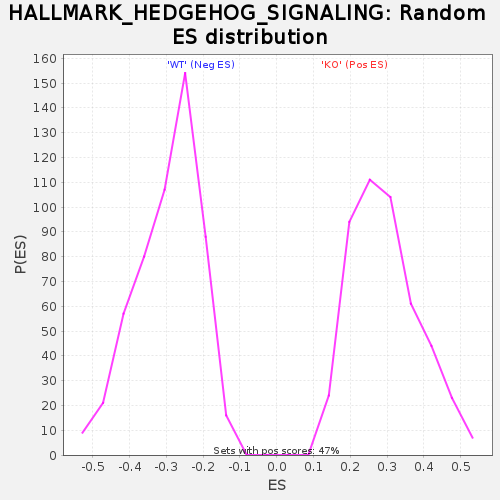 HALLMARK_HEDGEHOG_SIGNALING: Random
ES distribution
'WT' (Neg ES)
'KO' (Pos ES)
160
150
140
130
120
110
100
90
80
70
60
50
40
30
20
10
0
P(ES)
Sets with pos scores: 47%
-0.5 -0.4 -0.3 -0.2 -0.1 0.0 0.1 0.2 0.3 0.4 0.5
ES